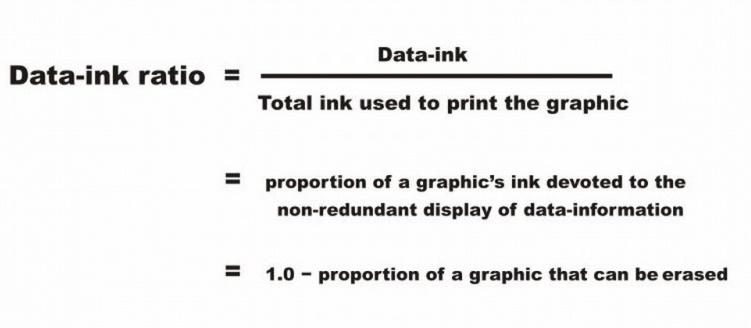 Data-ink
Data-ink ratio =
Total ink used to print the graphic
= proportion of a graphic's ink devoted to the
non-redundant display of data-information
= 1.0 – proportion of a graphic that can be erased